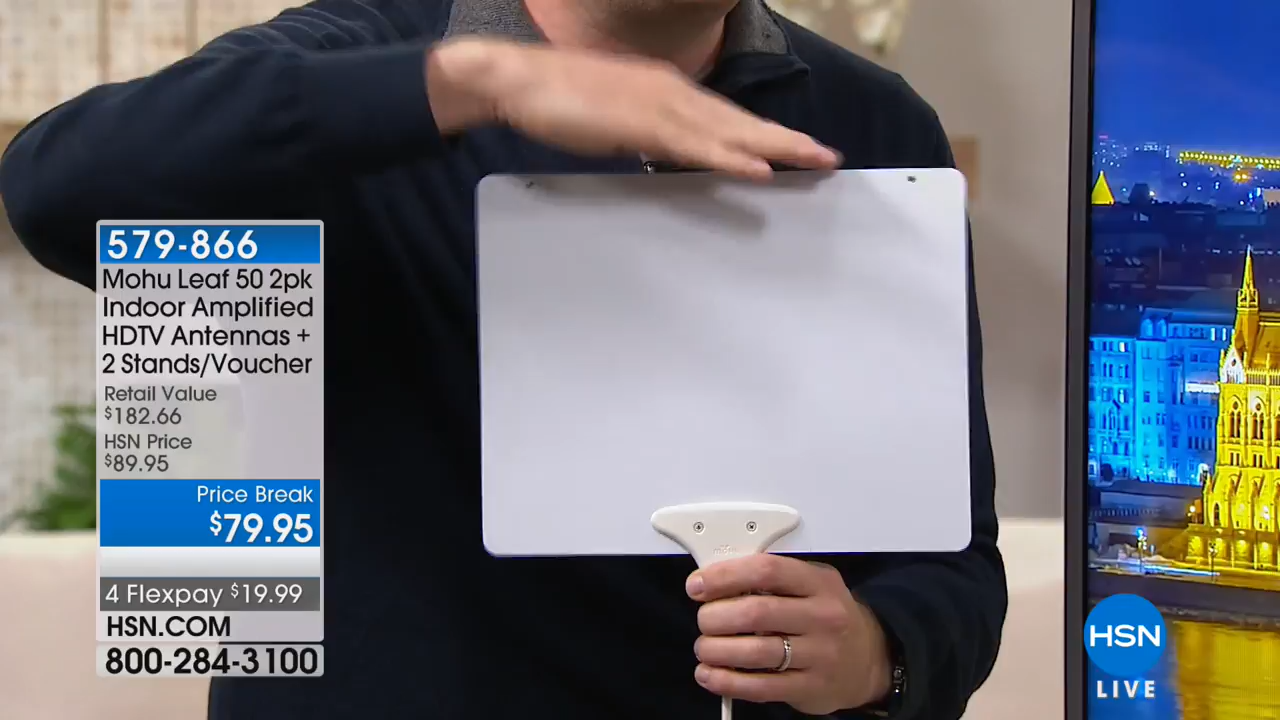 579-866
Mohu Leaf 50 2pk
Indoor Amplified
HDTV Antennas +
2 Stands/Voucher
Retail Value
$182.66
HSN Price
$89.95
Price Break
$79.95
4 Flexpay $19.99
HSN.COM
800-284-3100
HSN
LIVE